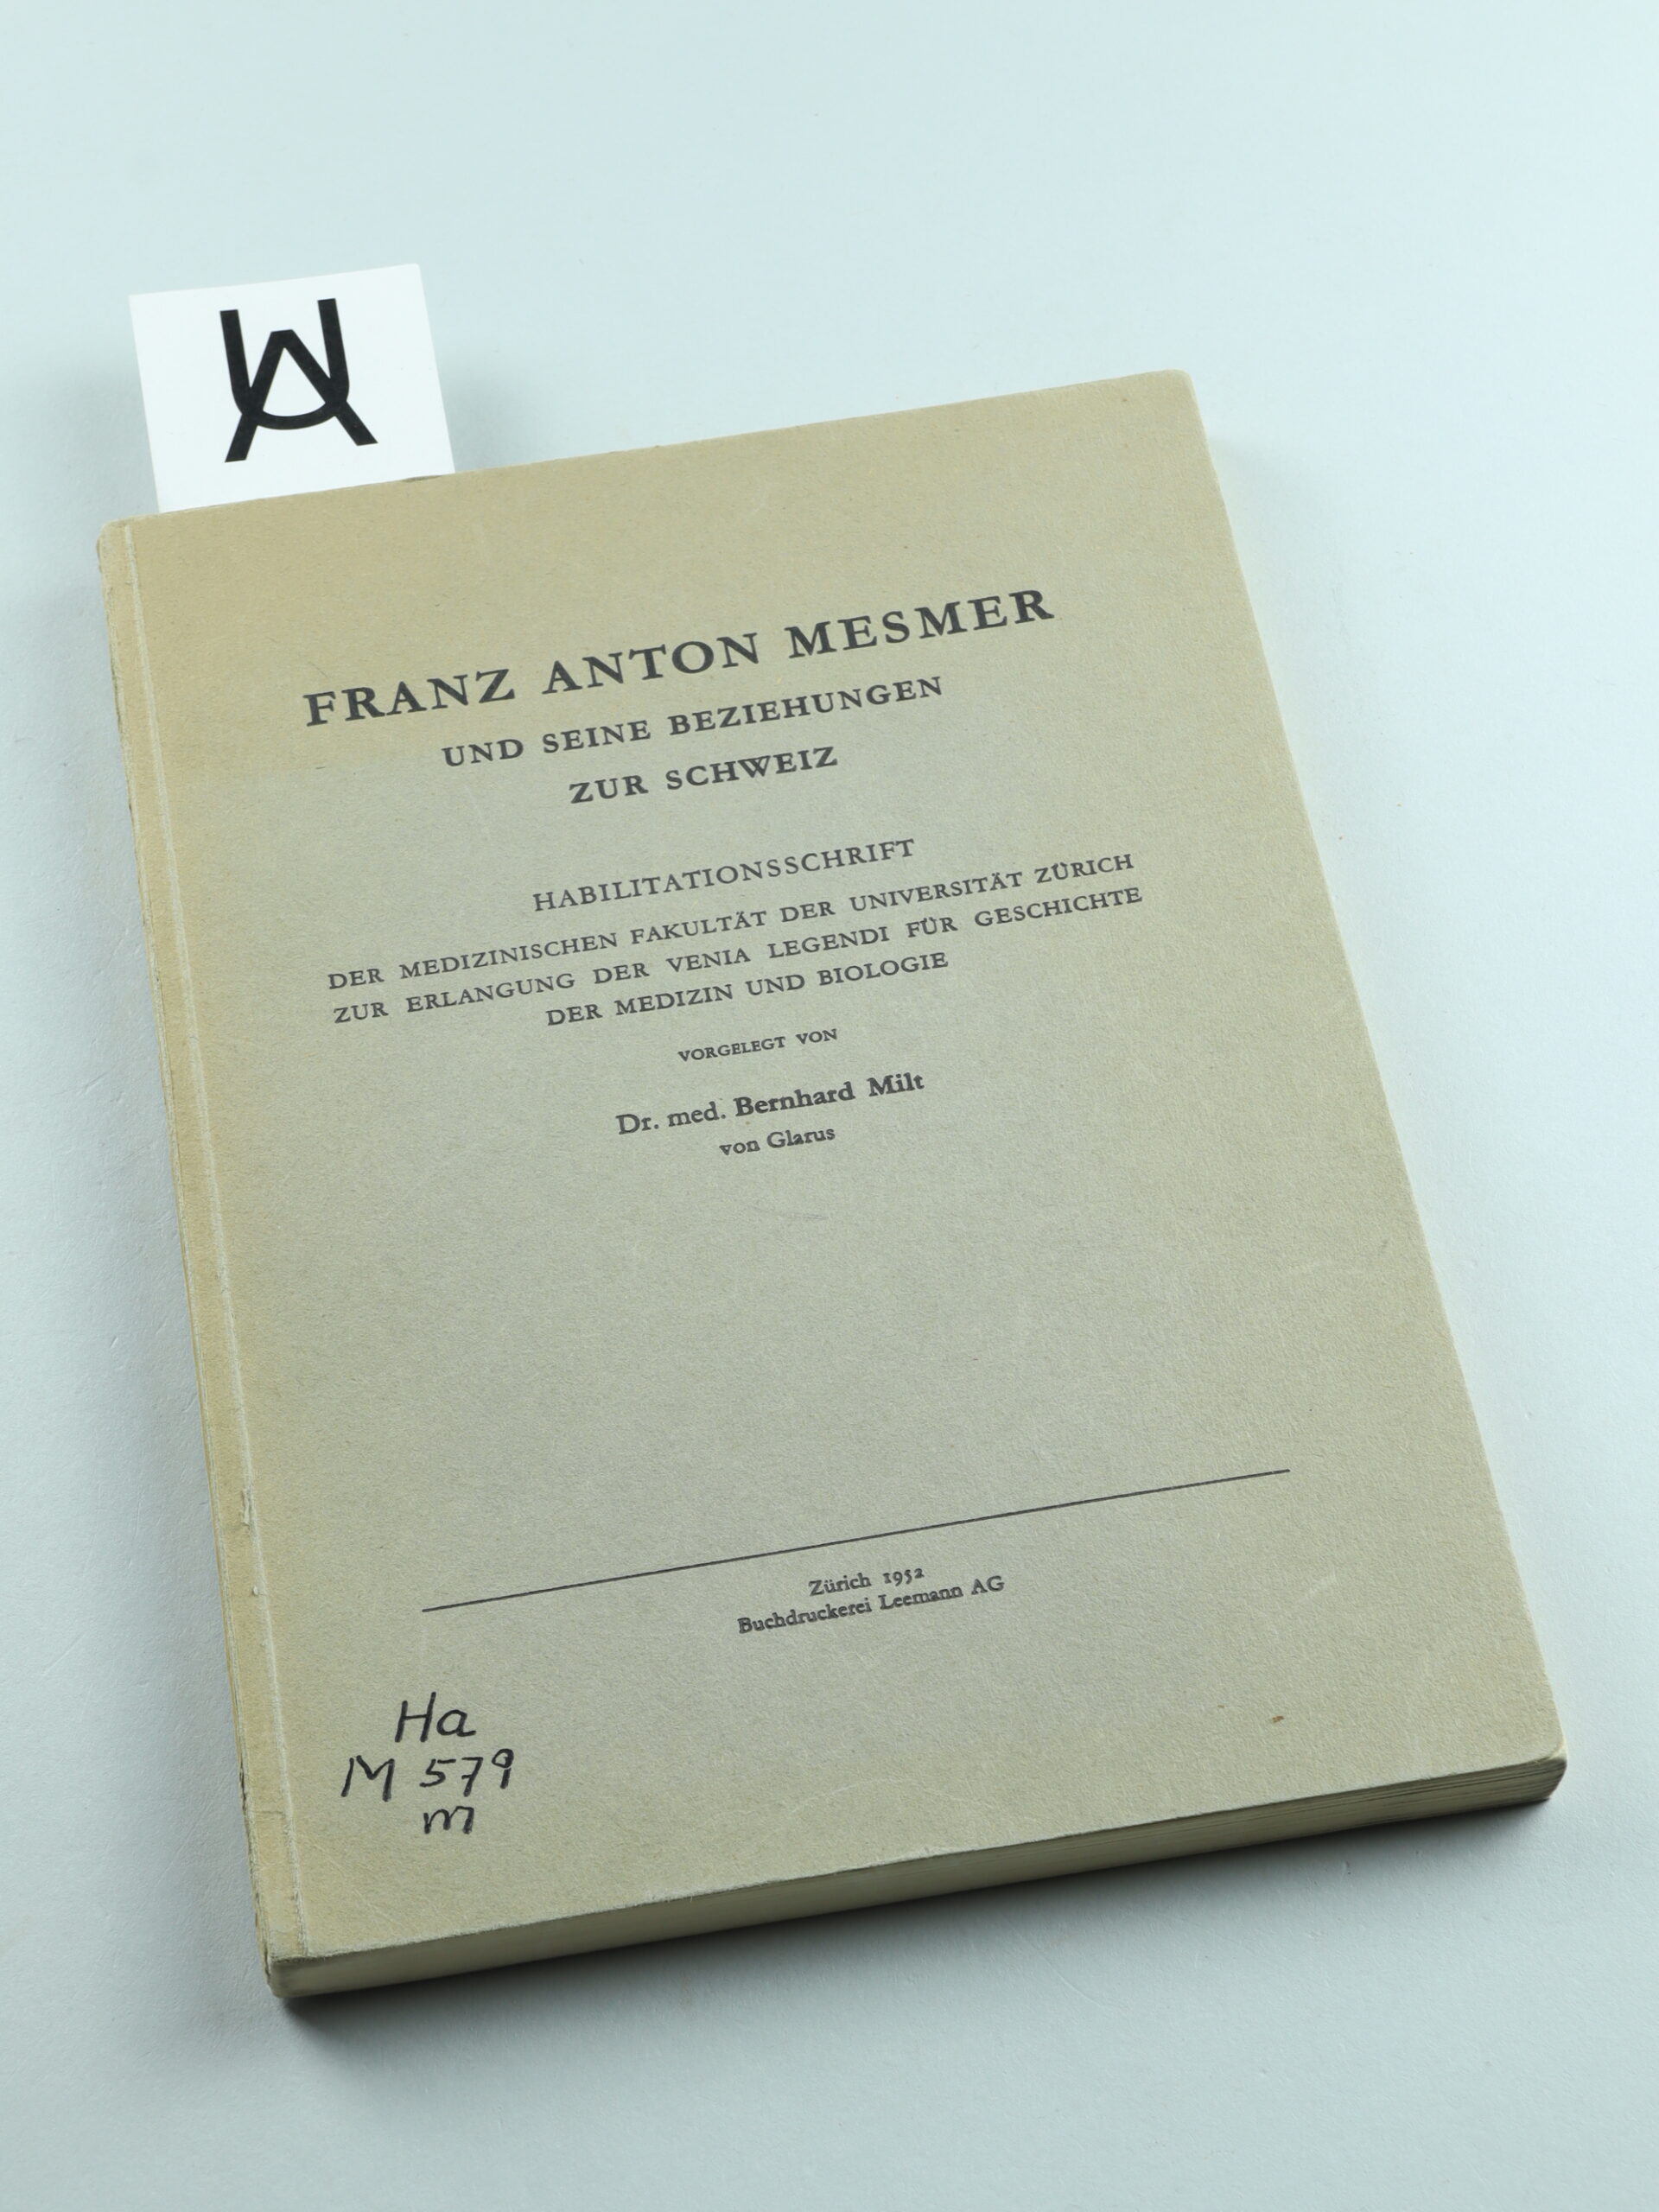 FRANZ ANTON MESMER
UND SEINE BEZIEHUNGEN
ZUR SCHWEIZ
HABILITATIONSSCHRIFT
DER MEDIZINISCHEN FAKULTÄT DER UNIVERSITÄT ZÜRICH
ZUR ERLANGUNG DER VENIA LEGENDI FÜR GESCHICHTE
DER MEDIZIN UND BIOLOGIE
VORGELEGT VON
Dr. med. Bernhard Milt
von Glarus
Zürich 1952
Buchdruckerei Leemann AG
Ha
M 579
m